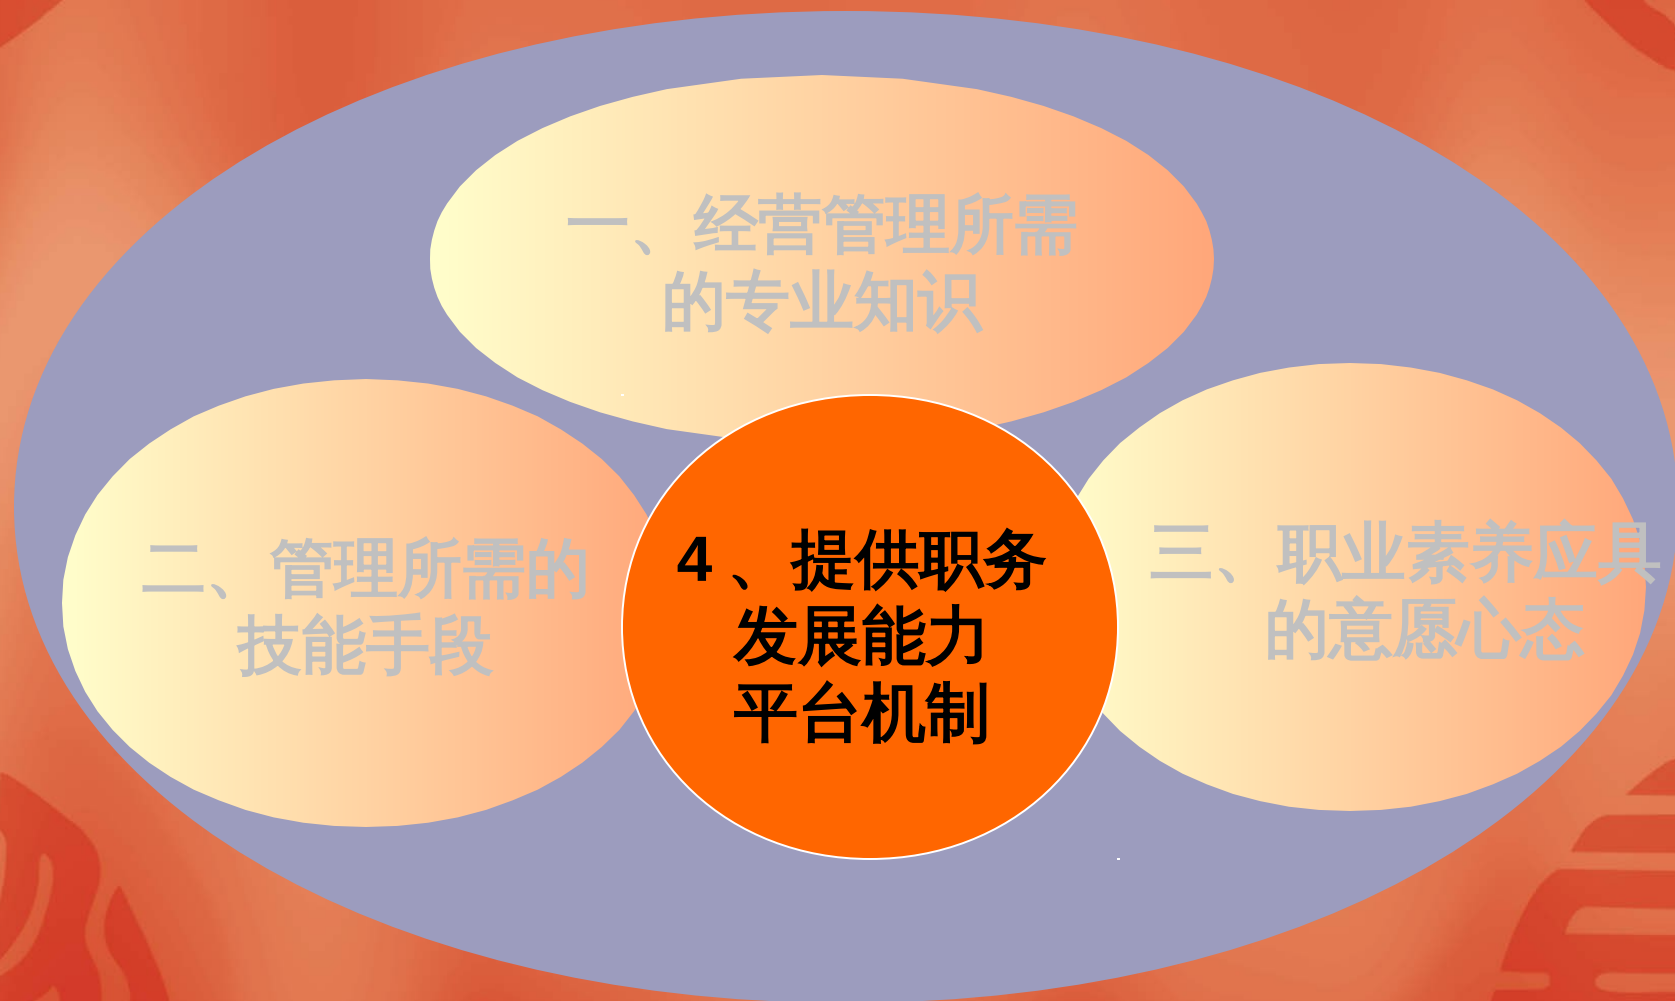 一、经营管理所需
的专业知识
二、管理所需的
技能手段
三、职业素养应具
的意愿心态
4、提供职务
发展能力
平台机制